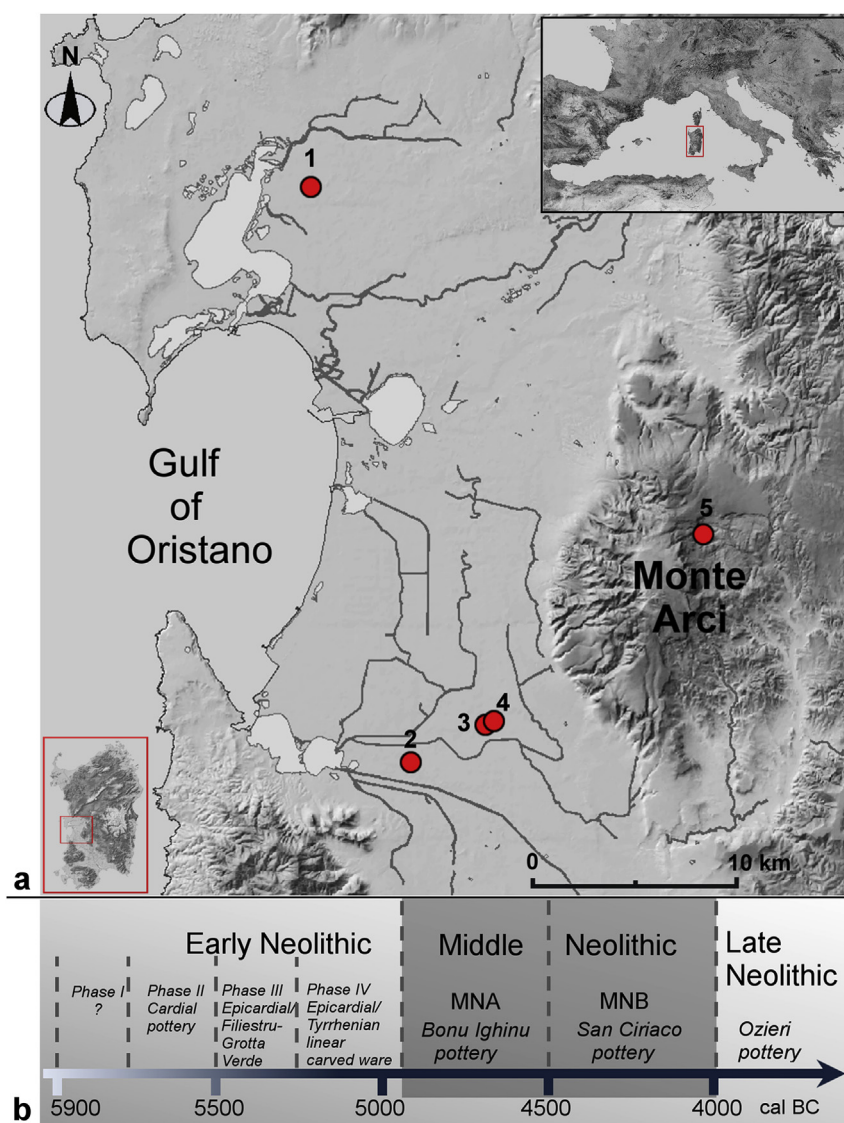 N
1
Gulf
of
Oristano
5
Monte
Arci
4
3
2
0 10 km
a
Early Neolithic
Middle Neolithic
Late
Neolithic
Phase I
?
Phase II
Cardial
pottery
Phase III
Epicardial/
Filiestru-
Grotta
Verde
Phase IV
Epicardial/
Tyrrhenian
linear
carved ware
MNA
Bonu Ighinu
pottery
MNB
San Ciriaco
pottery
Ozieri
pottery
b
5900 5500 5000 4500 4000 cal BC